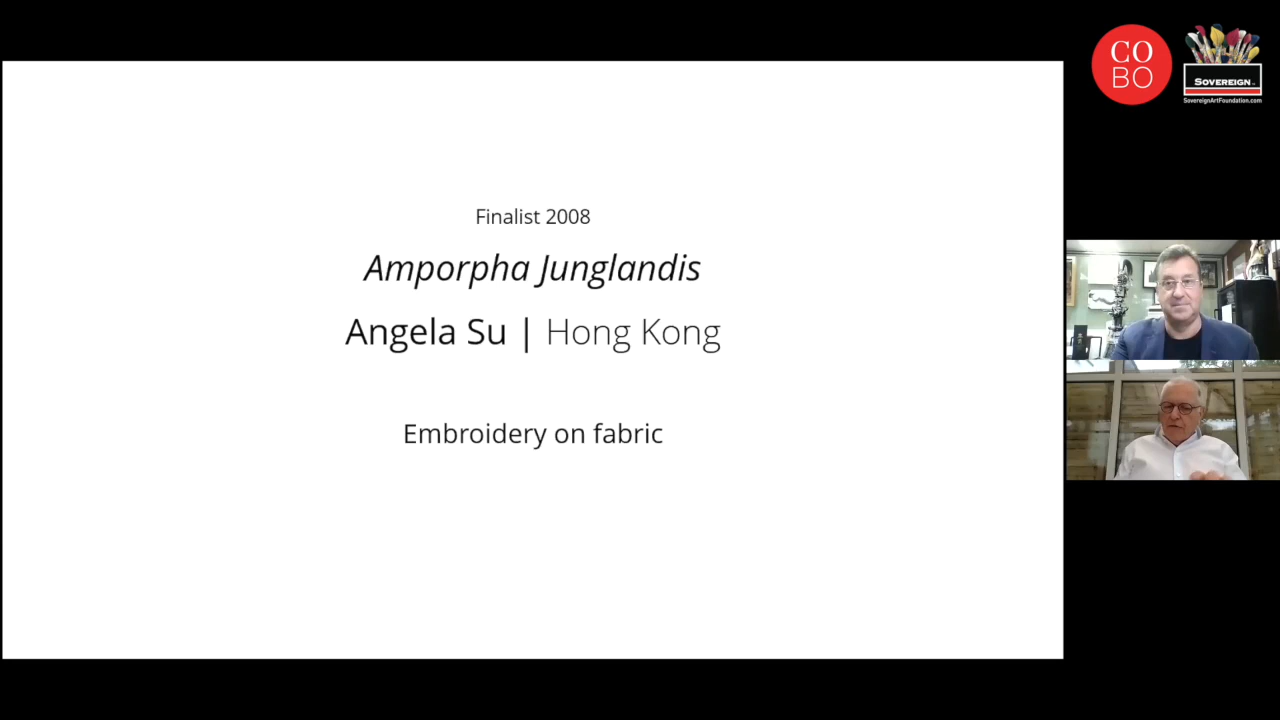 Finalist 2008
Amporpha Junglandis
Angela Su | Hong Kong
Embroidery on fabric
CO
BO
SOVEREIGN
SovereignArtFoundation.com